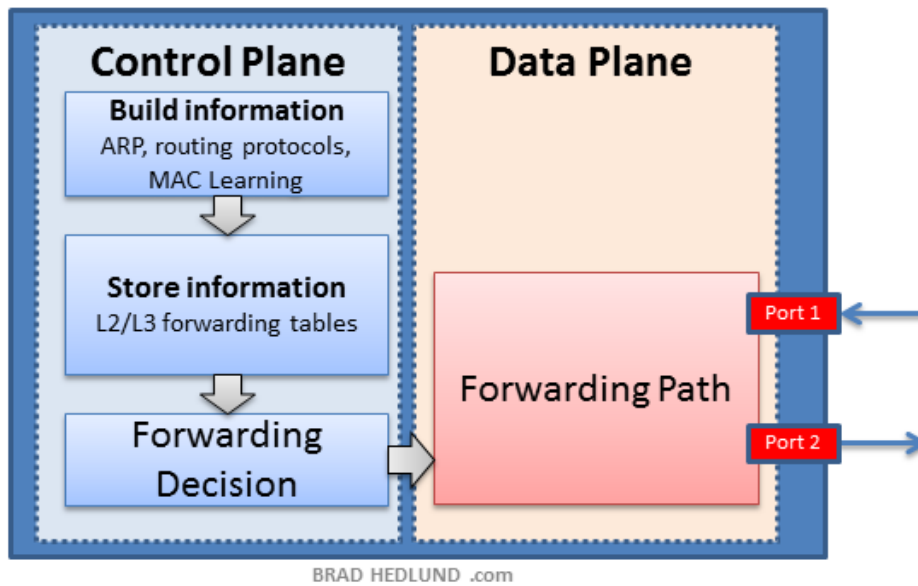 Control Plane
Build information
ARP, routing protocols,
MAC Learning
Store information
L2/L3 forwarding tables
Forwarding
Decision
Data Plane
Forwarding Path
Port 1
Port 2
BRAD HEDLUND .com